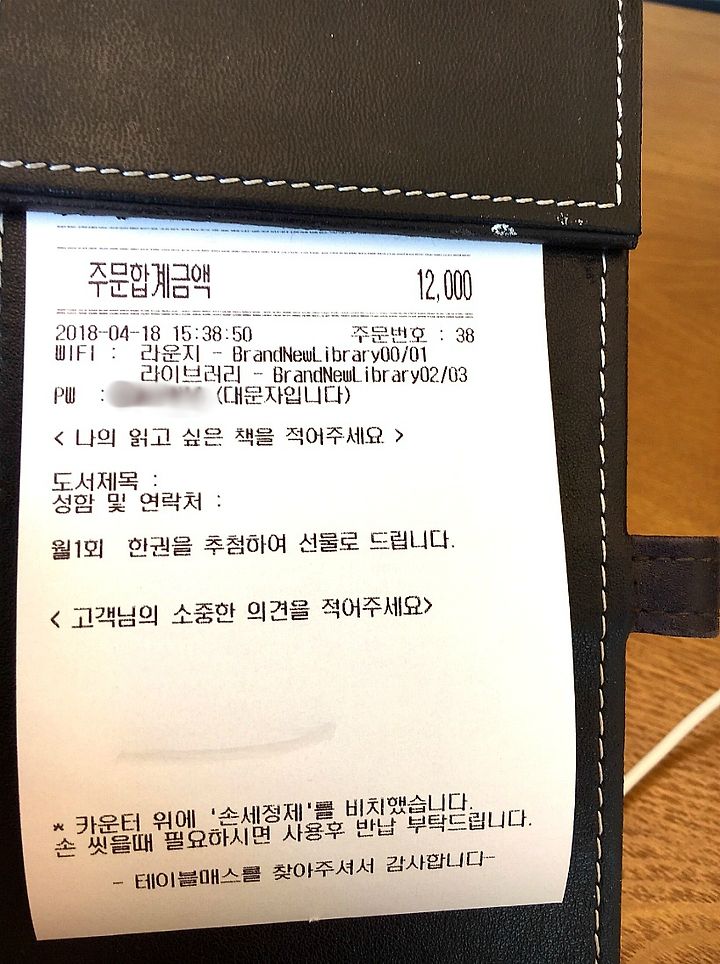 주문합계금액 12,000
2018-04-18 15:38:50 주문번호 : 38
WIFI : 라운지 - BrandNewLibrary00/01
라이브러리 - BrandNewLibrary02/03
PW : (대문자입니다)
< 나의 읽고 싶은 책을 적어주세요 >
도서제목 :
성함 및 연락처 :
월1회 한권을 추첨하여 선물로 드립니다.
< 고객님의 소중한 의견을 적어주세요>
* 카운터 위에 '손세정제'를 비치했습니다.
손 씻을때 필요하시면 사용후 반납 부탁드립니다.
- 테이블매스를 찾아주셔서 감사합니다-